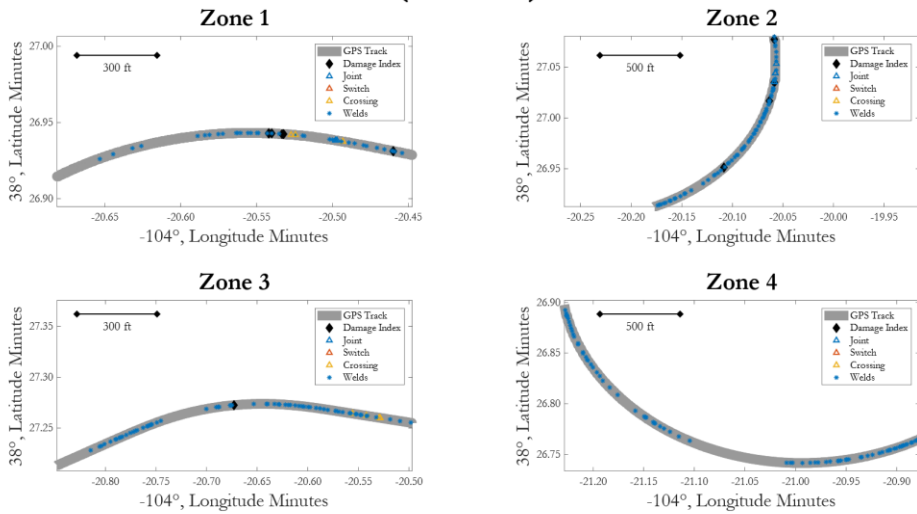 Zone 1
27.00
26.95
26.90
38°, Latitude Minutes
300 ft
GPS Track
Damage Index
Joint
Switch
Crossing
Welds
-20.65
-20.60
-20.55
-20.50
-20.45
-104°, Longitude Minutes
Zone 2
27.05
27.00
26.95
38°, Latitude Minutes
500 ft
GPS Track
Damage Index
Joint
Switch
Crossing
Welds
-20.25
-20.20
-20.15
-20.10
-20.05
-20.00
-19.95
-104°, Longitude Minutes
Zone 3
27.35
27.30
27.25
38°, Latitude Minutes
300 ft
GPS Track
Damage Index
Joint
Switch
Crossing
Welds
-20.80
-20.75
-20.70
-20.65
-20.60
-20.55
-20.50
-104°, Longitude Minutes
Zone 4
26.90
26.85
26.80
26.75
38°, Latitude Minutes
500 ft
GPS Track
Damage Index
Joint
Switch
Crossing
Welds
-21.20
-21.15
-21.10
-21.05
-21.00
-20.95
-20.90
-104°, Longitude Minutes